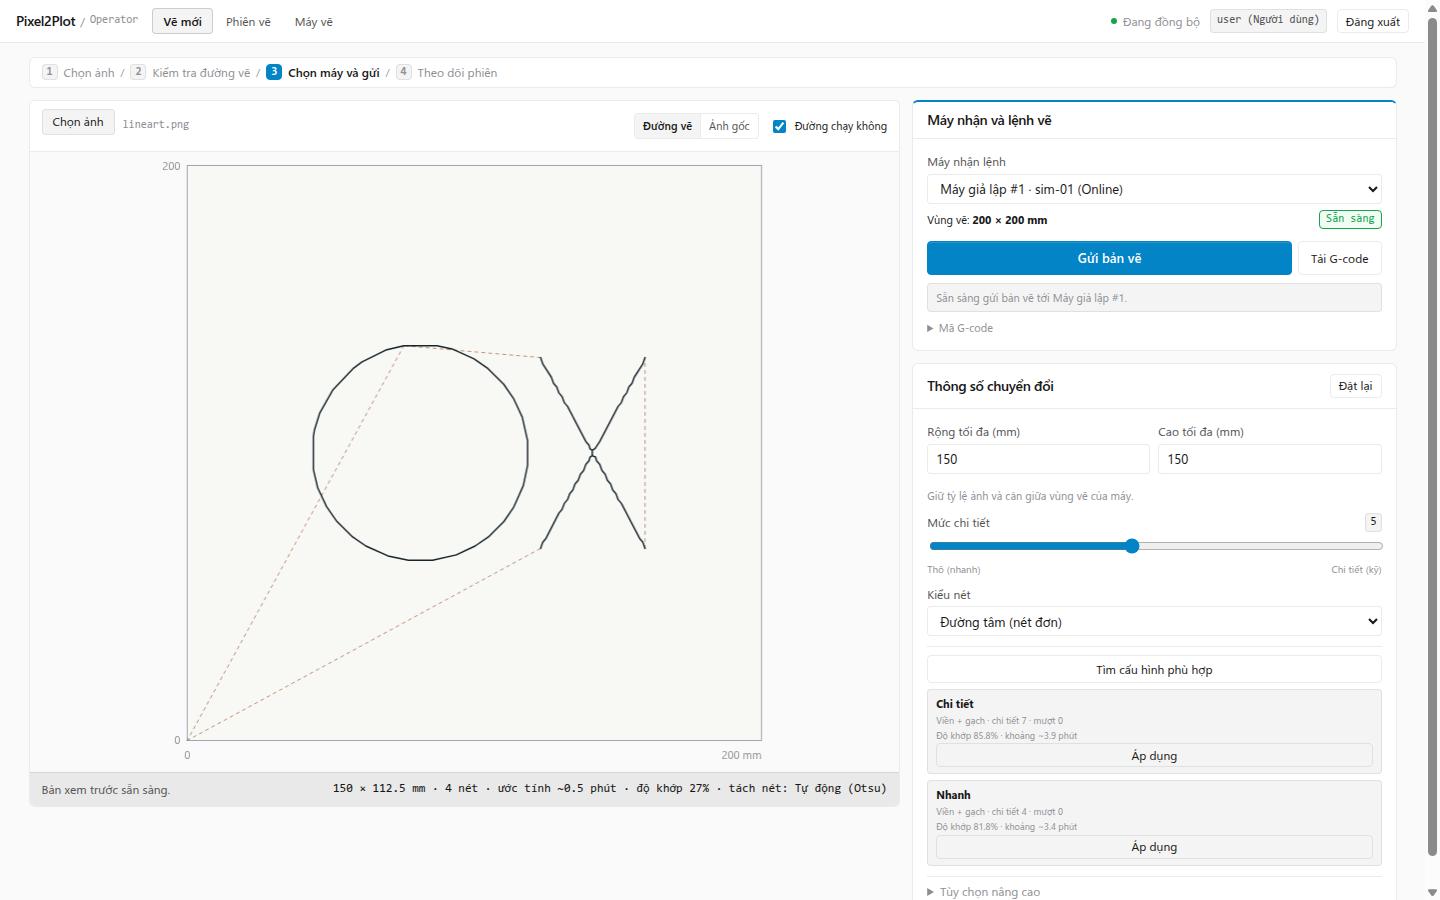 Pixel2Plot / Operator Vẽ mới Phiên vẽ Máy vẽ Đang đồng bộ user (Người dùng) Đăng xuất
1 Chọn ảnh / 2 Kiểm tra đường vẽ / 3 Chọn máy và gửi / 4 Theo dõi phiên
Chọn ảnh lineart.png Đường vẽ Ảnh gốc Đường chạy không
200
0
0 200 mm
Bản xem trước sẵn sàng. 150 × 112.5 mm · 4 nét · ước tính ~0.5 phút · độ khớp 27% · tách nét: Tự động (Otsu)
Máy nhận và lệnh vẽ
Máy nhận lệnh
Máy giả lập #1 · sim-01 (Online)
Vùng vẽ: 200 × 200 mm Sẵn sàng
Gửi bản vẽ Tải G-code
Sẵn sàng gửi bản vẽ tới Máy giả lập #1.
Mã G-code
Thông số chuyển đổi Đặt lại
Rộng tối đa (mm) Cao tối đa (mm)
150 150
Giữ tỷ lệ ảnh và căn giữa vùng vẽ của máy.
Mức chi tiết 5
Thô (nhanh) Chi tiết (kỹ)
Kiểu nét
Đường tâm (nét đơn)
Tìm cấu hình phù hợp
Chi tiết
Viền + gạch · chi tiết 7 · mượt 0
Độ khớp 85.8% · khoảng ~3.9 phút
Áp dụng
Nhanh
Viền + gạch · chi tiết 4 · mượt 0
Độ khớp 81.8% · khoảng ~3.4 phút
Áp dụng
Tùy chọn nâng cao